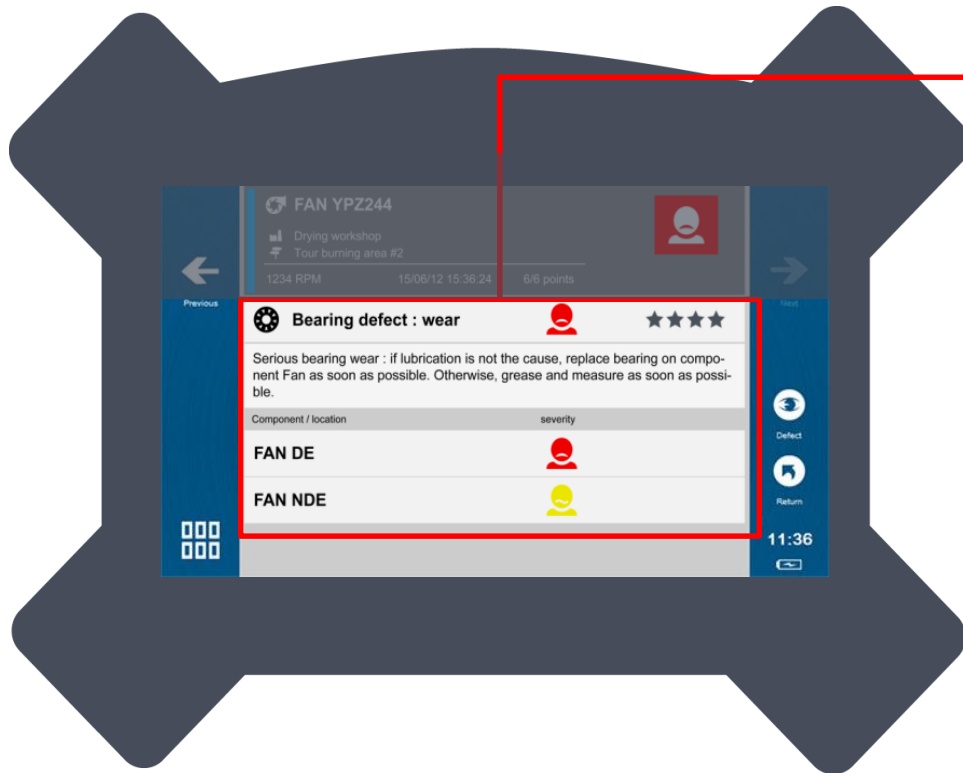 FAN YPZ244
Drying workshop
Tour burning area #2
1234 RPM 15/06/12 15:36:24 6/6 points
Previous
Next
Bearing defect : wear
Serious bearing wear : if lubrication is not the cause, replace bearing on compo-
nent Fan as soon as possible. Otherwise, grease and measure as soon as possi-
ble.
Component / location severity
Defect
FAN DE
FAN NDE
Return
11:36